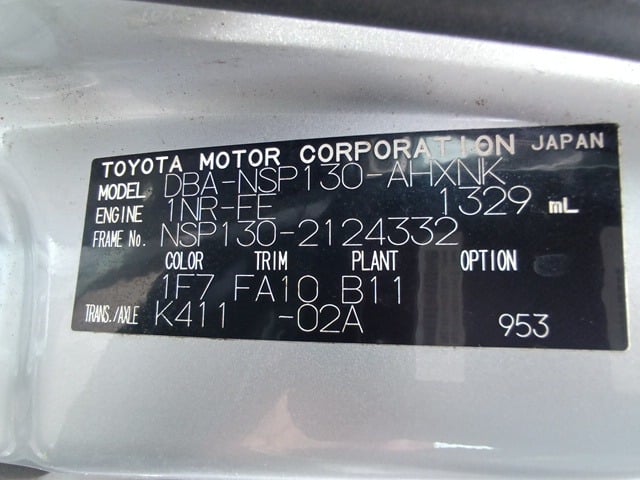 TOYOTA MOTOR CORPORATION JAPAN
MODEL DBA-NSP130-AHXNK
ENGINE 1NR-FE 1329 mL
FRAME No. NSP130-2124332
COLOR TRIM PLANT OPTION
1F7 FA10 B11
TRANS./AXLE K411 -02A 953